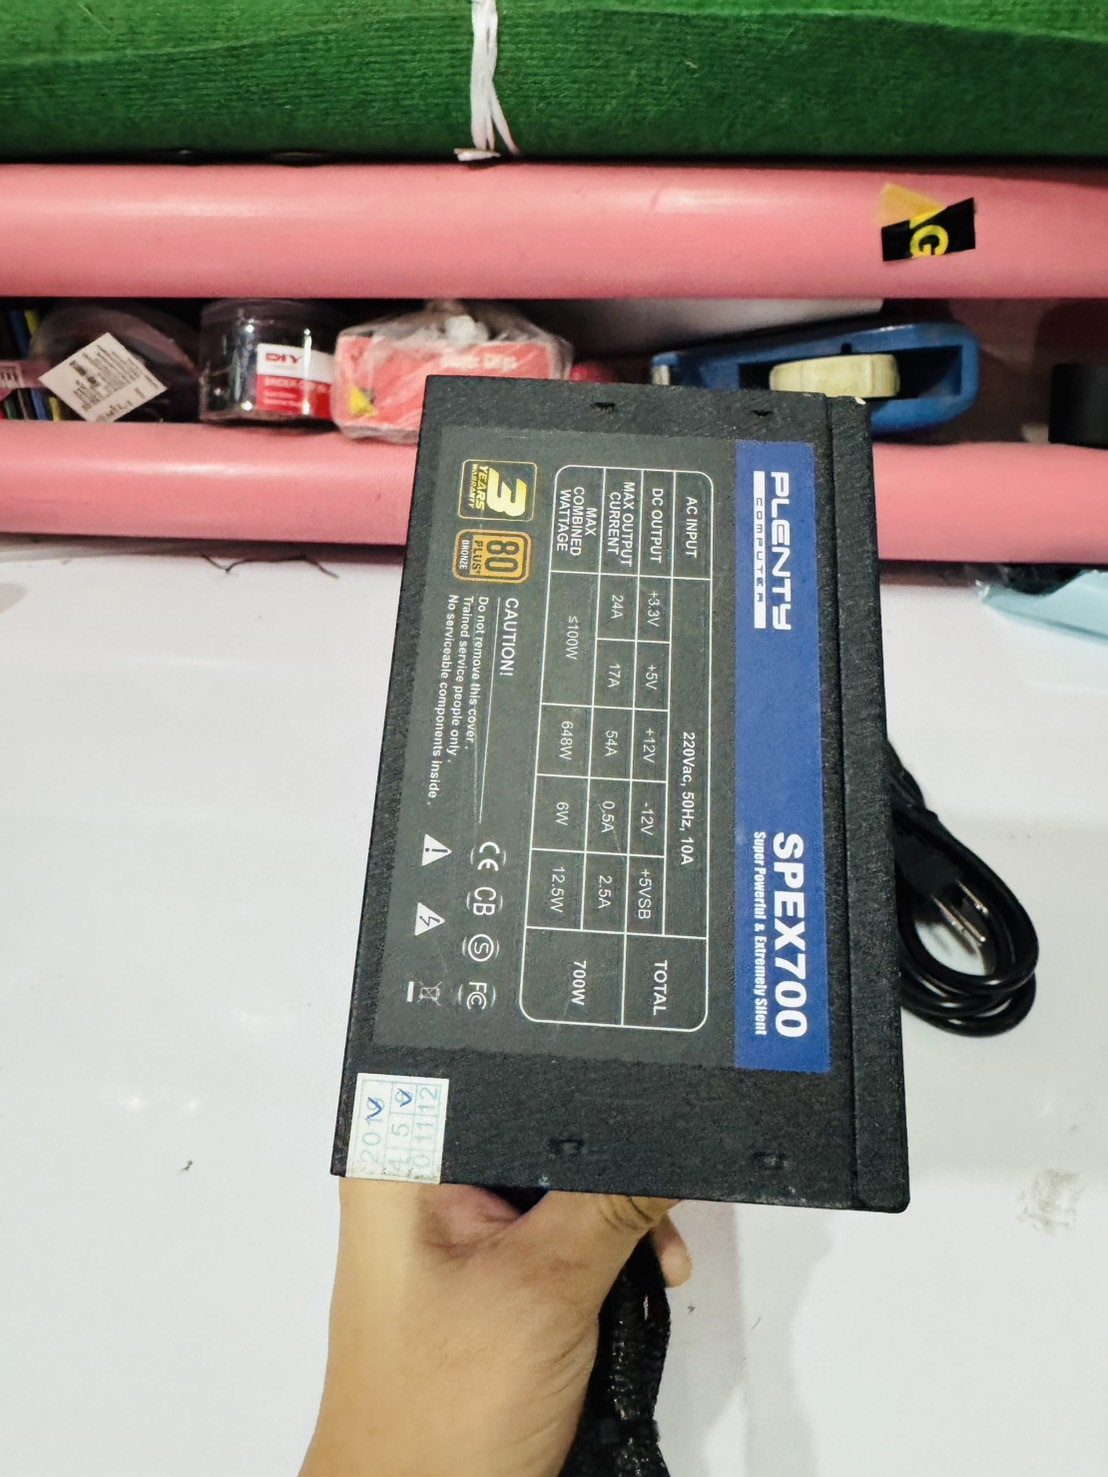 G
DIY
PLENTY
COMPUTER
SPEX700
Super Powerful & Extremely Silent
AC INPUT 220Vac, 50Hz, 10A
DC OUTPUT +3.3V +5V +12V -12V +5VSB TOTAL
MAX OUTPUT CURRENT 24A 17A 54A 0.5A 2.5A 700W
MAX COMBINED WATTAGE ≤100W 648W 6W 12.5W
3
YEARS
WARRANTY
80
PLUS
BRONZE
CAUTION!
Do not remove this cover,
Trained service people only,
No serviceable components inside,
CE CB S FC
4 5
0 11 12